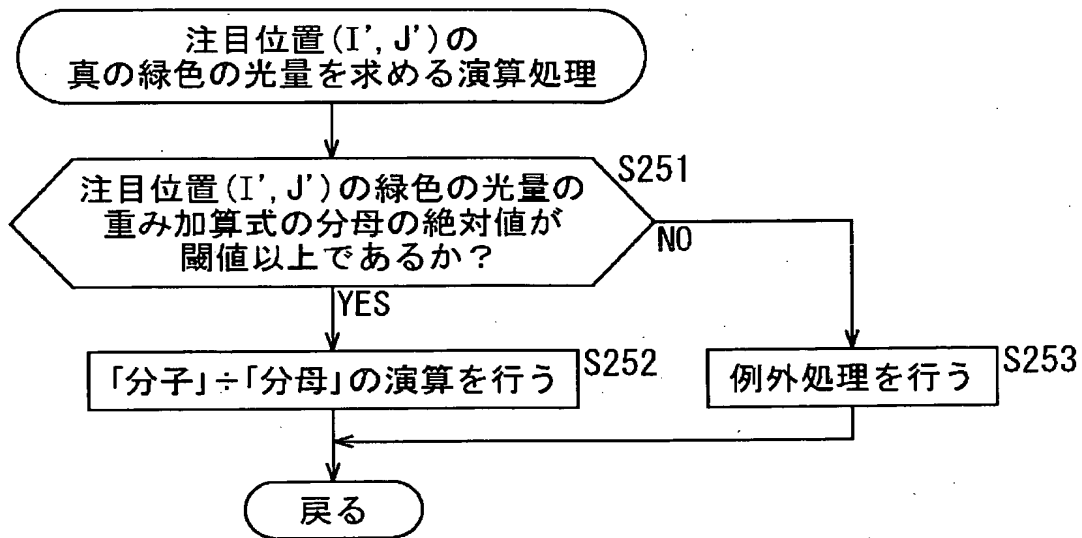 注目位置(I', J')の
真の緑色の光量を求める演算処理
S251
注目位置(I', J')の緑色の光量の
重み加算式の分母の絶対値が
閾値以上であるか?
NO
YES
「分子」÷「分母」の演算を行う
S252
例外処理を行う
S253
戻る